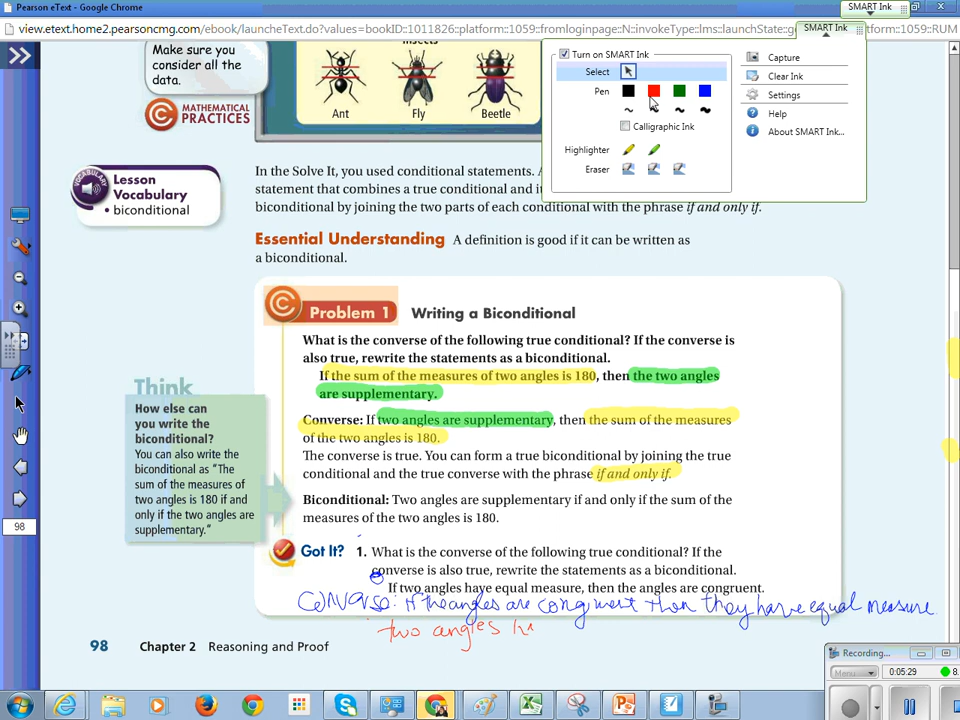 Pearson eText - Google Chrome
SMART Ink
view.etext.home2.pearsoncmg.com/ebook/launcheText.do?values=bookID::1011826::platform::1059::fromloginpage::N::invokeType::lms::launchState::g
tform::1059::RUM
SMART Ink
Make sure you
consider all the
data.
MATHEMATICAL
PRACTICES
Insects
Ant Fly Beetle
Turn on SMART Ink
Select
Pen
Calligraphic Ink
Highlighter
Eraser
Capture
Clear Ink
Settings
Help
About SMART Ink...
VOCABULARY
Lesson
Vocabulary
• biconditional
In the Solve It, you used conditional statements.
statement that combines a true conditional and it
biconditional by joining the two parts of each conditional with the phrase if and only if.
Essential Understanding A definition is good if it can be written as
a biconditional.
Problem 1 Writing a Biconditional
What is the converse of the following true conditional? If the converse is
also true, rewrite the statements as a biconditional.
If the sum of the measures of two angles is 180, then the two angles
are supplementary.
Converse: If two angles are supplementary, then the sum of the measures
of the two angles is 180.
The converse is true. You can form a true biconditional by joining the true
conditional and the true converse with the phrase if and only if.
Biconditional: Two angles are supplementary if and only if the sum of the
measures of the two angles is 180.
Think
How else can
you write the
biconditional?
You can also write the
biconditional as "The
sum of the measures of
two angles is 180 if and
only if the two angles are
supplementary."
Got It? 1. What is the converse of the following true conditional? If the
converse is also true, rewrite the statements as a biconditional.
If two angles have equal measure, then the angles are congruent.
Converse: If the angles are congruent then they have equal measure
two angles h
98 Chapter 2 Reasoning and Proof
98
Recording...
Menu
0:05:29
8.